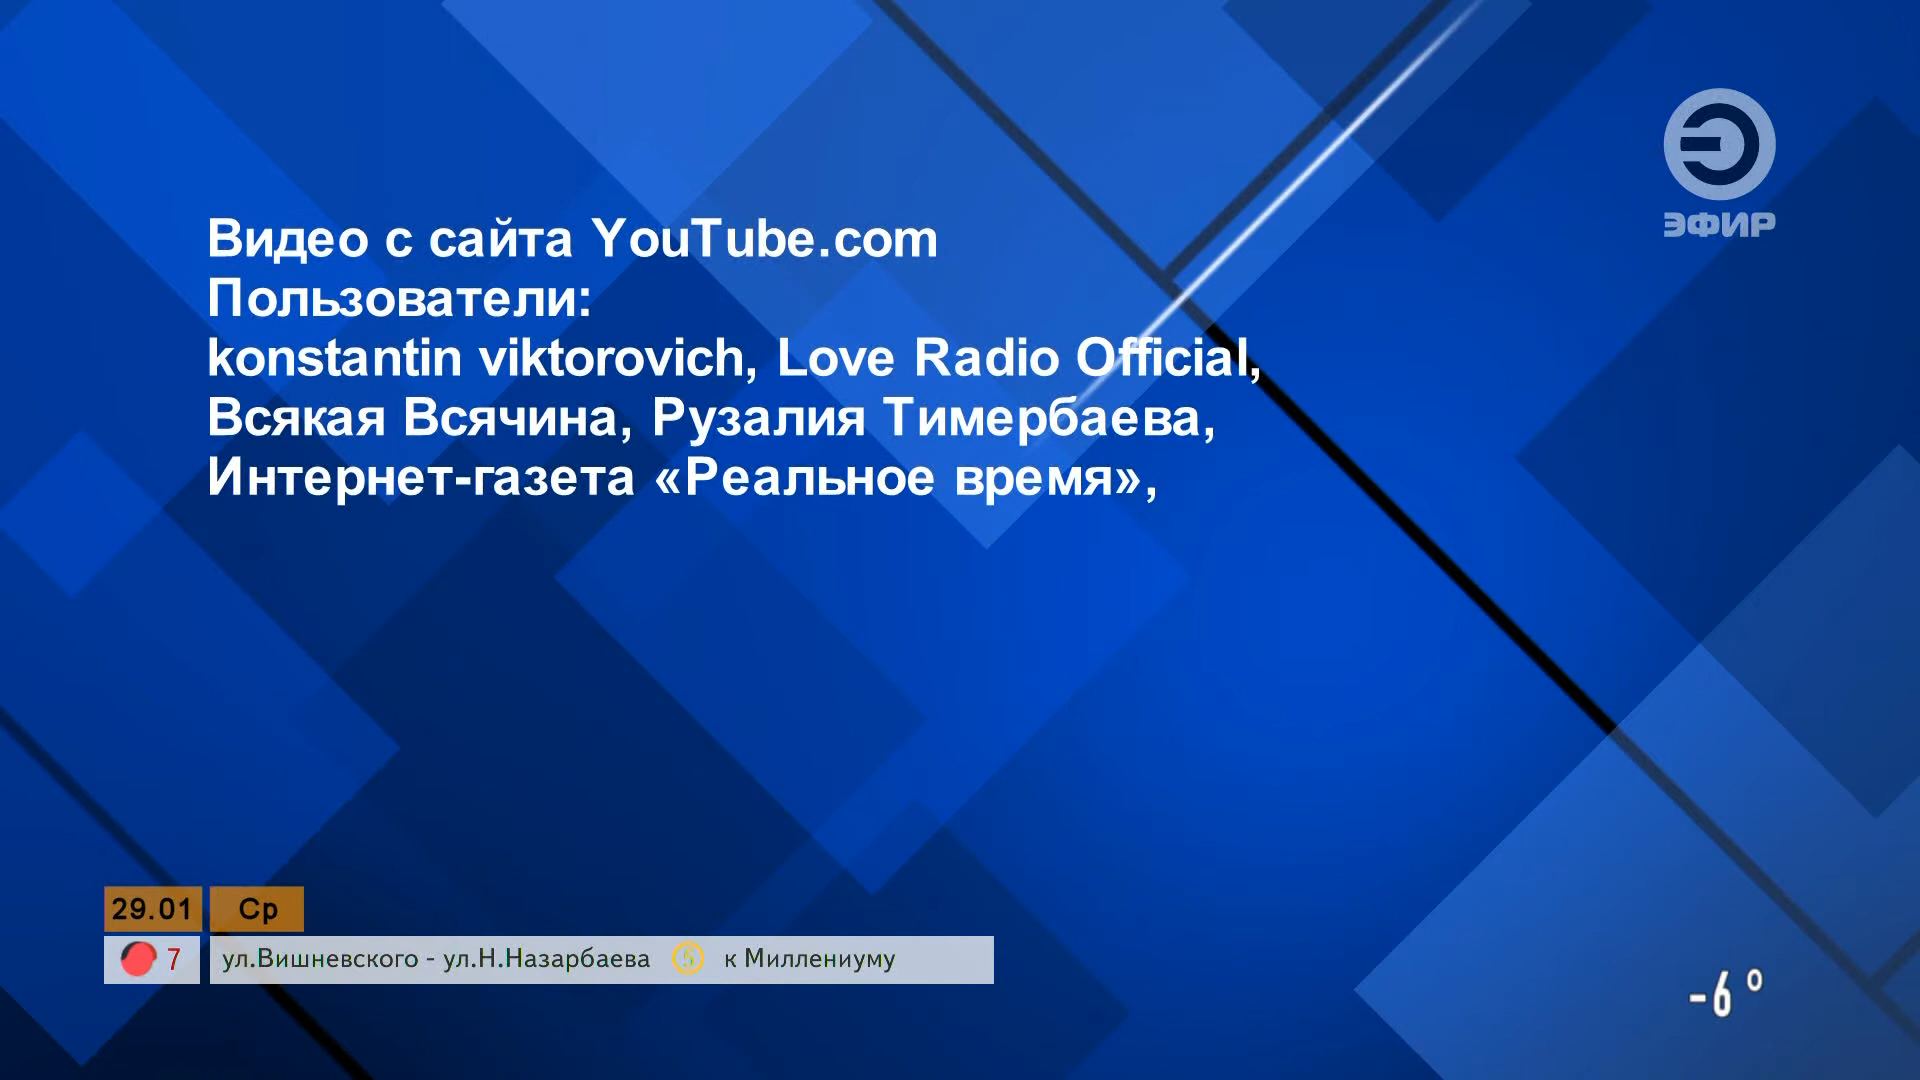 ЭФИР
Видео с сайта YouTube.com
Пользователи:
konstantin viktorovich, Love Radio Official,
Всякая Всячина, Рузалия Тимербаева,
Интернет-газета «Реальное время»,
29.01 Ср
7 ул.Вишневского - ул.Н.Назарбаева 5 к Миллениуму
-6°